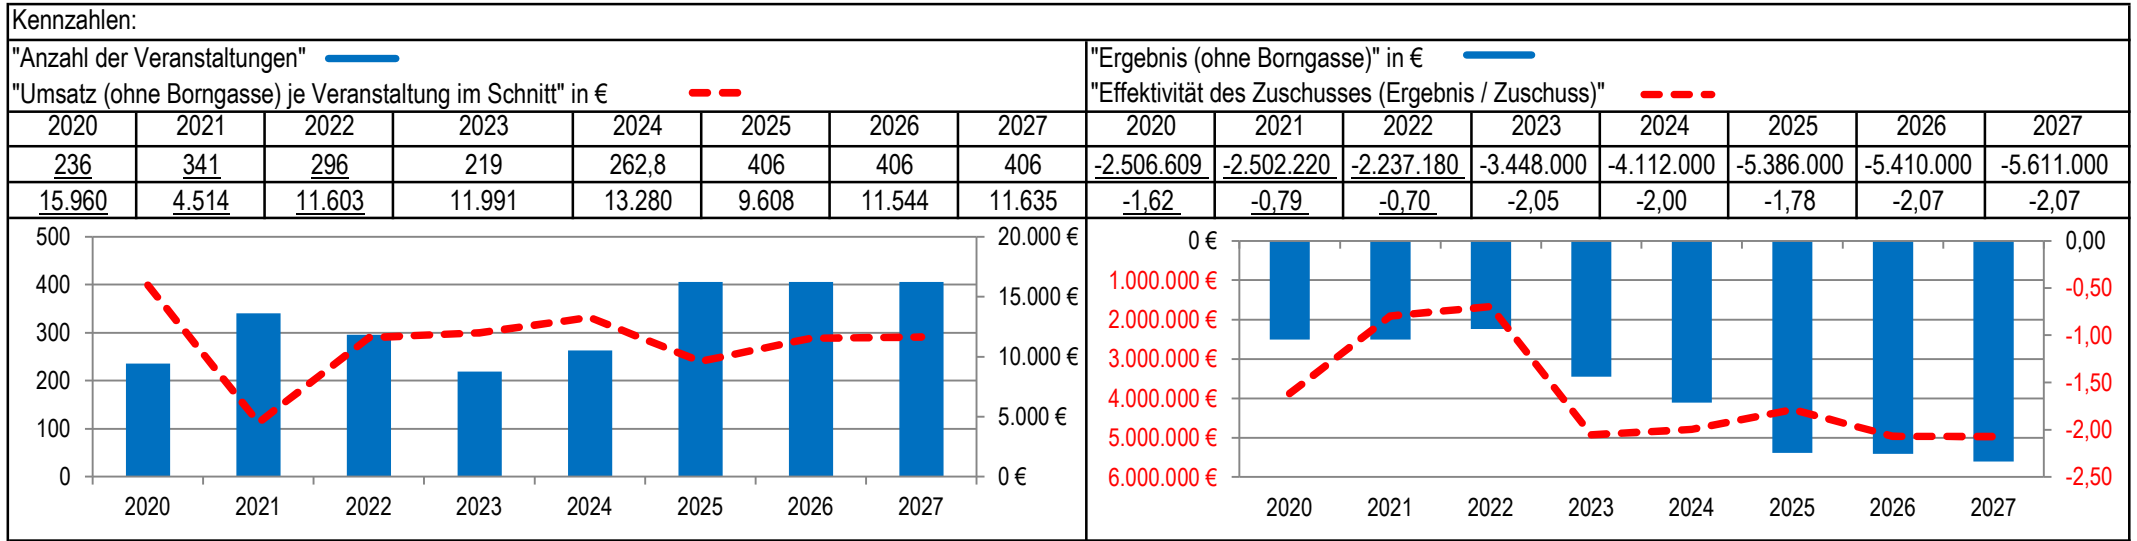 Kennzahlen:
"Anzahl der Veranstaltungen"
"Umsatz (ohne Borngasse) je Veranstaltung im Schnitt" in €
2020 2021 2022 2023 2024 2025 2026 2027
236 341 296 219 262,8 406 406 406
15.960 4.514 11.603 11.991 13.280 9.608 11.544 11.635
500 20.000 €
400 15.000 €
300
200 10.000 €
100 5.000 €
0 0 €
2020 2021 2022 2023 2024 2025 2026 2027
"Ergebnis (ohne Borngasse)" in €
"Effektivität des Zuschusses (Ergebnis / Zuschuss)"
2020 2021 2022 2023 2024 2025 2026 2027
-2.506.609 -2.502.220 -2.237.180 -3.448.000 -4.112.000 -5.386.000 -5.410.000 -5.611.000
-1,62 -0,79 -0,70 -2,05 -2,00 -1,78 -2,07 -2,07
0 € 0,00
1.000.000 € -0,50
2.000.000 € -1,00
3.000.000 €
4.000.000 € -1,50
5.000.000 € -2,00
6.000.000 € -2,50
2020 2021 2022 2023 2024 2025 2026 2027